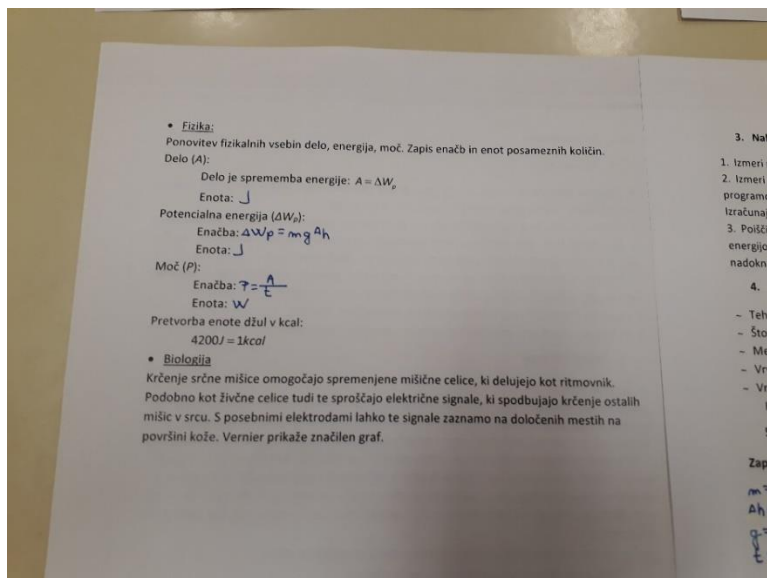 • Fizika:
Ponovitev fizikalnih vsebin delo, energija, moč. Zapis enačb in enot posameznih količin.
Delo (A):
Delo je sprememba energije: A = ΔWₚ
Enota: J
Potencialna energija (ΔWₚ):
Enačba: ΔWp = mgΔh
Enota: J
Moč (P):
Enačba: P = A/t
Enota: W
Pretvorba enote džul v kcal:
4200J = 1kcal
• Biologija
Krčenje srčne mišice omogočajo spremenjene mišične celice, ki delujejo kot ritmovnik.
Podobno kot živčne celice tudi te sproščajo električne signale, ki spodbujajo krčenje ostalih
mišic v srcu. S posebnimi elektrodami lahko te signale zaznamo na določenih mestih na
površini kože. Vernier prikaže značilen graf.
3. Nal
1. Izmeri
2. Izmeri
programo
Izračunaj
3. Poišči
energijo
nadokn
4.
– Teh
– Što
– Me
– Vr
– Vr
Zap
m=
Δh
g=
t